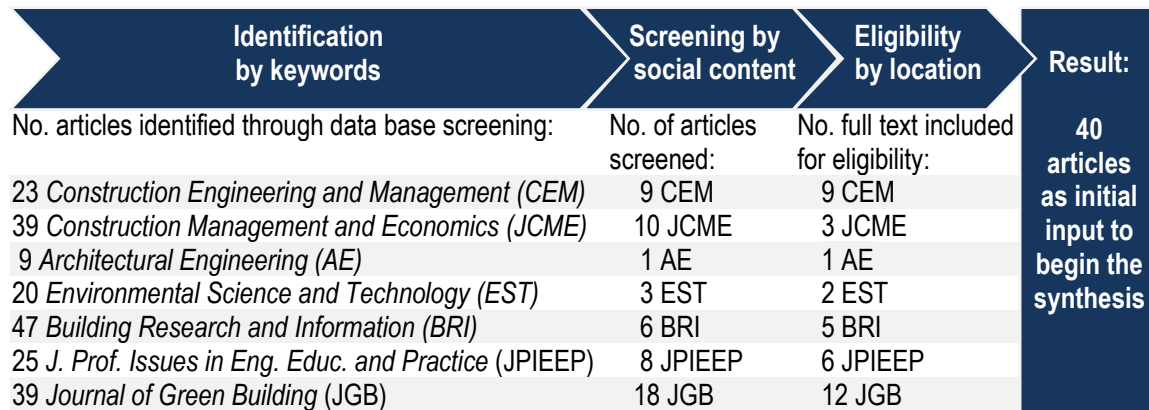 Identification
by keywords
Screening by
social content
Eligibility
by location
Result:
40
articles
as initial
input to
begin the
synthesis
No. articles identified through data base screening:
No. of articles
screened:
No. full text included
for eligibility:
23 Construction Engineering and Management (CEM) 9 CEM 9 CEM
39 Construction Management and Economics (JCME) 10 JCME 3 JCME
9 Architectural Engineering (AE) 1 AE 1 AE
20 Environmental Science and Technology (EST) 3 EST 2 EST
47 Building Research and Information (BRI) 6 BRI 5 BRI
25 J. Prof. Issues in Eng. Educ. and Practice (JPIEEP) 8 JPIEEP 6 JPIEEP
39 Journal of Green Building (JGB) 18 JGB 12 JGB